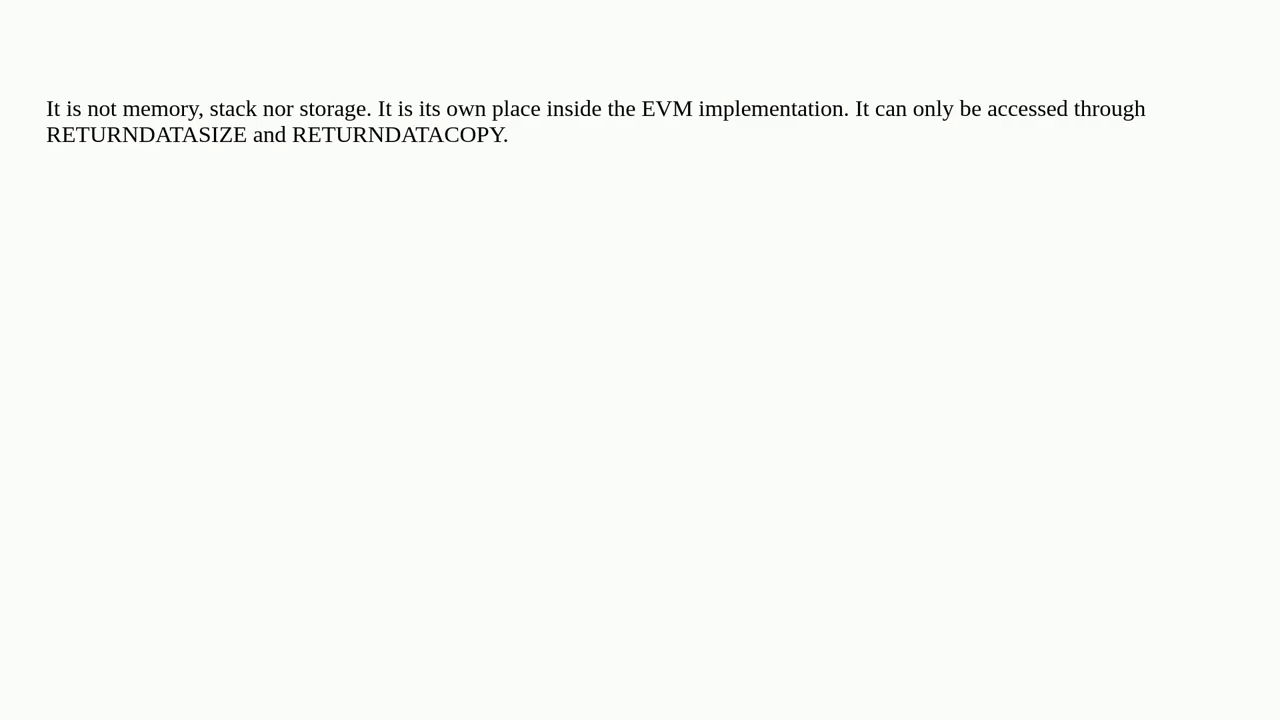 It is not memory, stack nor storage. It is its own place inside the EVM implementation. It can only be accessed through
RETURNDATASIZE and RETURNDATACOPY.